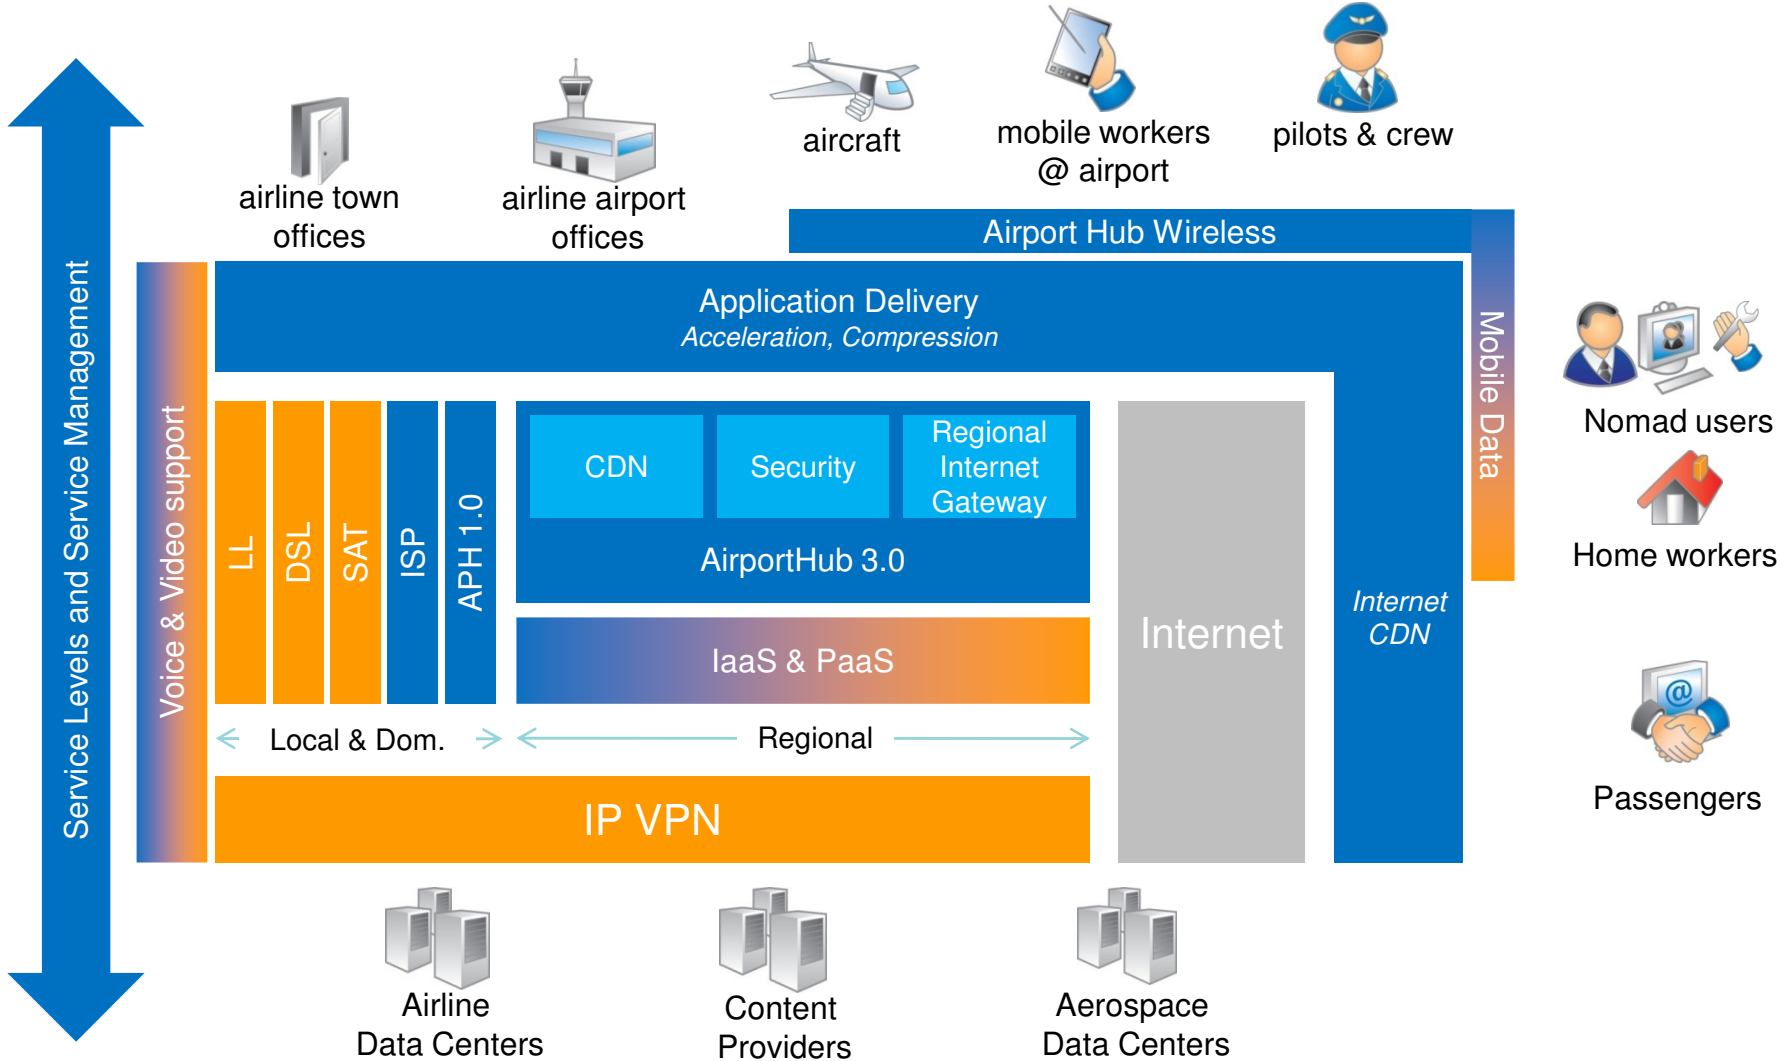 aircraft
mobile workers
@ airport
pilots & crew
airline town
offices
airline airport
offices
Airport Hub Wireless
Service Levels and Service Management
Voice & Video support
Application Delivery
Acceleration, Compression
Mobile Data
Nomad users
Home workers
Passengers
LL
DSL
SAT
ISP
APH 1.0
CDN
Security
Regional
Internet
Gateway
AirportHub 3.0
IaaS & PaaS
Internet
Internet
CDN
Local & Dom.
Regional
IP VPN
Airline
Data Centers
Content
Providers
Aerospace
Data Centers